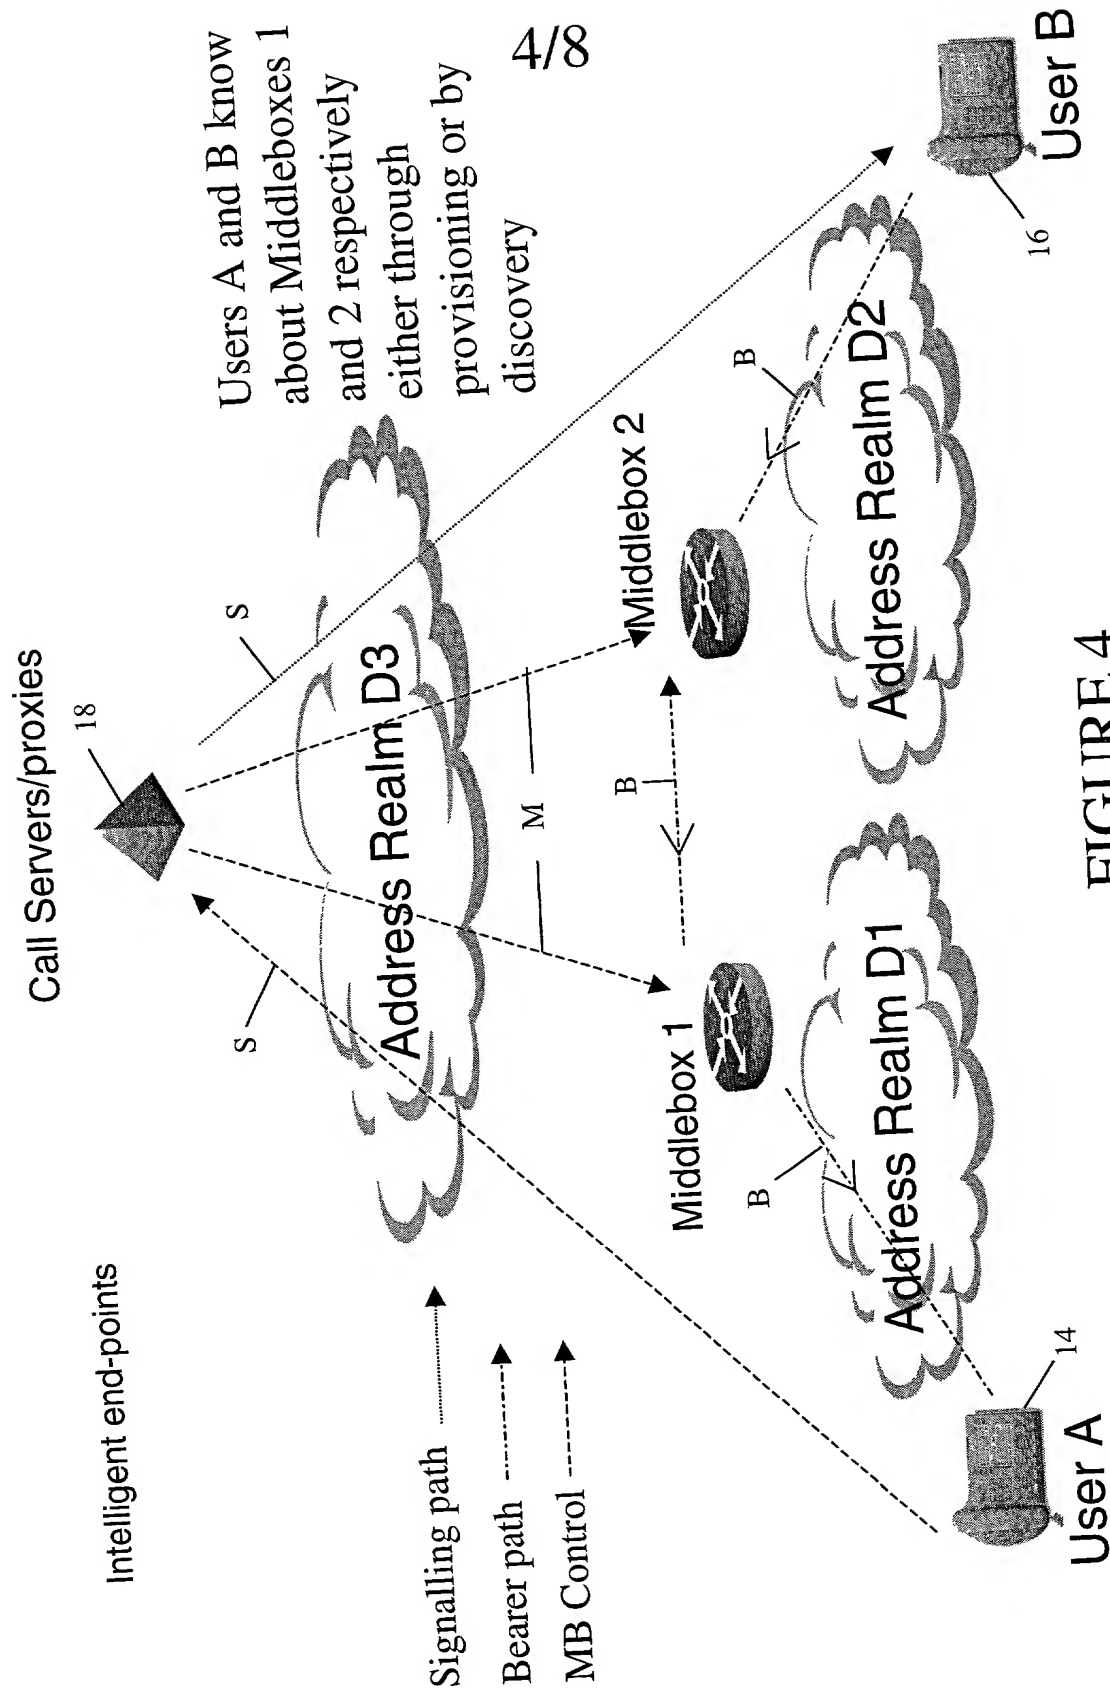 4/8
Intelligent end-points
Call Servers/proxies
18
Users A and B know
about Middleboxes 1
and 2 respectively
either through
provisioning or by
discovery
S
S
Address Realm D3
Signalling path
Bearer path
MB Control
M
Middlebox 1
Middlebox 2
B
B
B
Address Realm D1
Address Realm D2
14
16
User A
User B
FIGURE 4